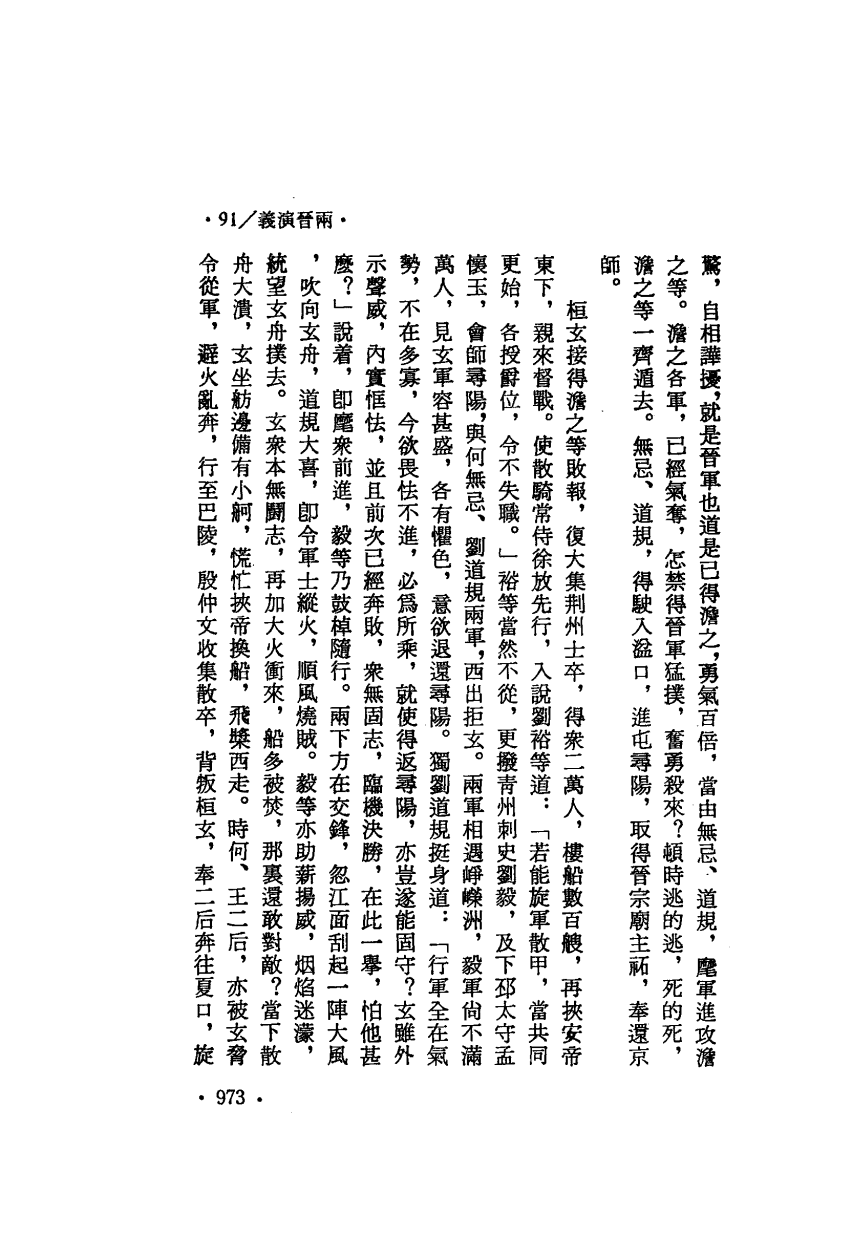 ·91/義演晉兩·
驚，自相譁擾，就是晉軍也道是已得澹之，勇氣百倍，當由無忌、道規，麾軍進攻澹
之等。澹之各軍，已經氣奪，怎禁得晉軍猛撲，奮勇殺來？頓時逃的逃，死的死，
澹之等一齊遁去。無忌、道規，得駛入湓口，進屯尋陽，取得晉宗廟主祏，奉還京
師。
桓玄接得澹之等敗報，復大集荆州士卒，得衆二萬人，樓船數百艘，再挾安帝
東下，親來督戰。使散騎常侍徐放先行，入說劉裕等道：「若能旋軍散甲，當共同
更始，各授爵位，令不失職。」裕等當然不從，更撥青州刺史劉毅，及下邳太守孟
懷玉，會師尋陽，與何無忌、劉道規兩軍，西出拒玄。兩軍相遇崢嶸洲，毅軍尙不滿
萬人，見玄軍容甚盛，各有懼色，意欲退還尋陽。獨劉道規挺身道：「行軍全在氣
勢，不在多寡，今欲畏怯不進，必爲所乘，就使得返尋陽，亦豈遂能固守？玄雖外
示聲威，內實恇怯，並且前次已經奔敗，衆無固志，臨機決勝，在此一擧，怕他甚
麽？」說着，卽麾衆前進，毅等乃鼓棹隨行。兩下方在交鋒，忽江面刮起一陣大風
，吹向玄舟，道規大喜，卽令軍士縱火，順風燒賊。毅等亦助薪揚威，烟焰迷濛，
統望玄舟撲去。玄衆本無鬭志，再加大火衝來，船多被焚，那裏還敢對敵？當下散
舟大潰，玄坐舫邊備有小舸，慌忙挾帝換船，飛槳西走。時何、王二后，亦被玄脅
令從軍，避火亂奔，行至巴陵，殷仲文收集散卒，背叛桓玄，奉二后奔往夏口，旋
·973·